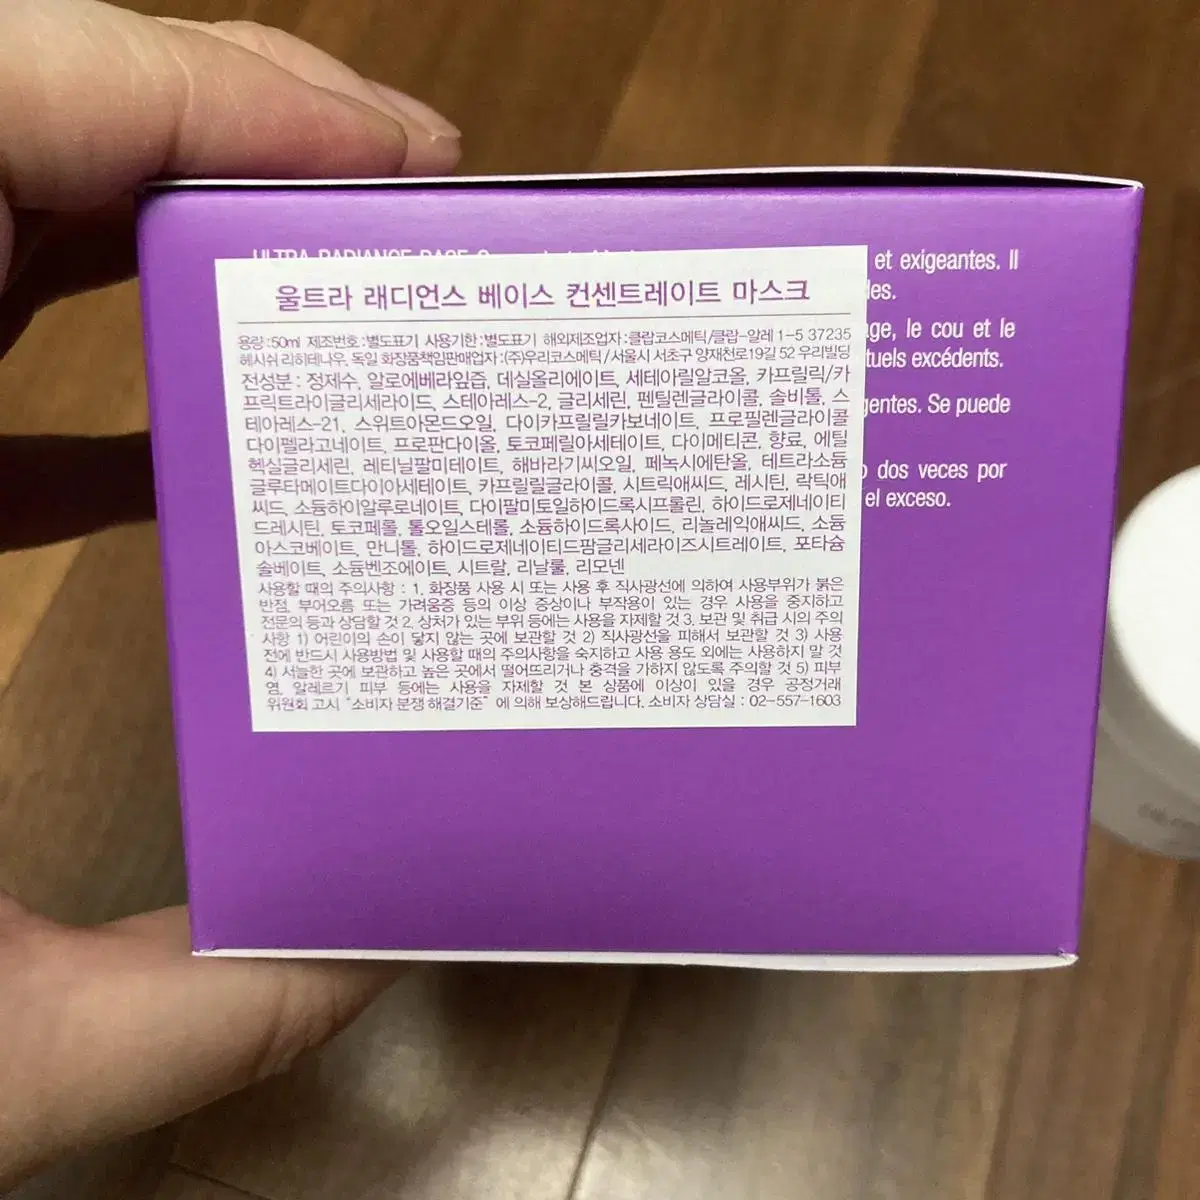 ULTRA RADIANCE BASE
et exigeantes. Il
les.
age, le cou et le
tuels excédents.
gentes. Se puede
o dos veces por
el exceso.
울트라 래디언스 베이스 컨센트레이트 마스크
용량:50ml 제조번호:별도표기 사용기한:별도표기 해외제조업자:클랍코스메틱/클랍-알레 1-5 37235
헤시쉬 리히테나우, 독일 화장품책임판매업자:(주)우리코스메틱/서울시 서초구 양재천로19길 52 우리빌딩
전성분 : 정제수, 알로에베라잎즙, 데실올리에이트, 세테아릴알코올, 카프릴릭/카
프릭트라이글리세라이드, 스테아레스-2, 글리세린, 펜틸렌글라이콜, 솔비톨, 스
테아레스-21, 스위트아몬드오일, 다이카프릴릴카보네이트, 프로필렌글라이콜
다이펠라고네이트, 프로판다이올, 토코페릴아세테이트, 다이메티콘, 향료, 에틸
헥실글리세린, 레티닐팔미테이트, 해바라기씨오일, 페녹시에탄올, 테트라소듐
글루타메이트다이아세테이트, 카프릴릴글라이콜, 시트릭애씨드, 레시틴, 락틱애
씨드, 소듐하이알루로네이트, 다이팔미토일하이드록시프롤린, 하이드로제네이티
드레시틴, 토코페롤, 톨오일스테롤, 소듐하이드록사이드, 리놀레익애씨드, 소듐
아스코베이트, 만니톨, 하이드로제네이티드팜글리세라이즈시트레이트, 포타슘
솔베이트, 소듐벤조에이트, 시트랄, 리날룰, 리모넨
사용할 때의 주의사항 : 1. 화장품 사용 시 또는 사용 후 직사광선에 의하여 사용부위가 붉은
반점, 부어오름 또는 가려움증 등의 이상 증상이나 부작용이 있는 경우 사용을 중지하고
전문의 등과 상담할 것 2. 상처가 있는 부위 등에는 사용을 자제할 것 3. 보관 및 취급 시의 주의
사항 1) 어린이의 손이 닿지 않는 곳에 보관할 것 2) 직사광선을 피해서 보관할 것 3) 사용
전에 반드시 사용방법 및 사용할 때의 주의사항을 숙지하고 사용 용도 외에는 사용하지 말 것
4) 서늘한 곳에 보관하고 높은 곳에서 떨어뜨리거나 충격을 가하지 않도록 주의할 것 5) 피부
염, 알레르기 피부 등에는 사용을 자제할 것 본 상품에 이상이 있을 경우 공정거래
위원회 고시 "소비자 분쟁 해결기준" 에 의해 보상해드립니다. 소비자 상담실 : 02-557-1603